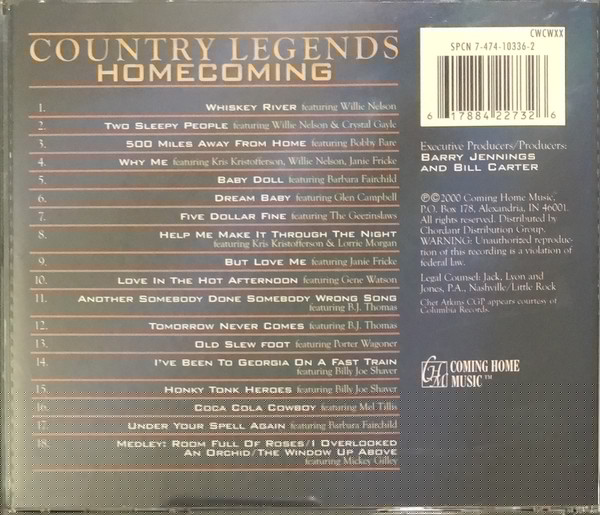 COUNTRY LEGENDS
HOMECOMING
1. WHISKEY RIVER featuring Willie Nelson
2. TWO SLEEPY PEOPLE featuring Willie Nelson & Crystal Gayle
3. 500 MILES AWAY FROM HOME featuring Bobby Bare
4. WHY ME featuring Kris Kristofferson, Willie Nelson, Janie Fricke
5. BABY DOLL featuring Barbara Fairchild
6. DREAM BABY featuring Glen Campbell
7. FIVE DOLLAR FINE featuring The Geezinslaws
8. HELP ME MAKE IT THROUGH THE NIGHT
featuring Kris Kristofferson & Lorrie Morgan
9. BUT LOVE ME featuring Janie Fricke
10. LOVE IN THE HOT AFTERNOON featuring Gene Watson
11. ANOTHER SOMEBODY DONE SOMEBODY WRONG SONG
featuring B.J. Thomas
12. TOMORROW NEVER COMES featuring B.J. Thomas
13. OLD SLEW FOOT featuring Porter Wagoner
14. I'VE BEEN TO GEORGIA ON A FAST TRAIN
featuring Billy Joe Shaver
15. HONKY TONK HEROES featuring Billy Joe Shaver
16. COCA COLA COWBOY featuring Mel Tillis
17. UNDER YOUR SPELL AGAIN featuring Barbara Fairchild
18. MEDLEY: ROOM FULL OF ROSES/I OVERLOOKED
AN ORCHID/THE WINDOW UP ABOVE
featuring Mickey Gilley
CWCWXX
SPCN 7-474-10336-2
6 17884 22732 6
Executive Producers/Producers:
BARRY JENNINGS
AND BILL CARTER
℗©2000 Coming Home Music,
P.O. Box 178, Alexandria, IN 46001.
All rights reserved. Distributed by
Chordant Distribution Group.
WARNING: Unauthorized reproduc-
tion of this recording is a violation of
federal law.
Legal Counsel: Jack, Lyon and
Jones, P.A., Nashville/Little Rock
Chet Atkins CGP appears courtesy of
Columbia Records.
CHM
COMING HOME
MUSIC™